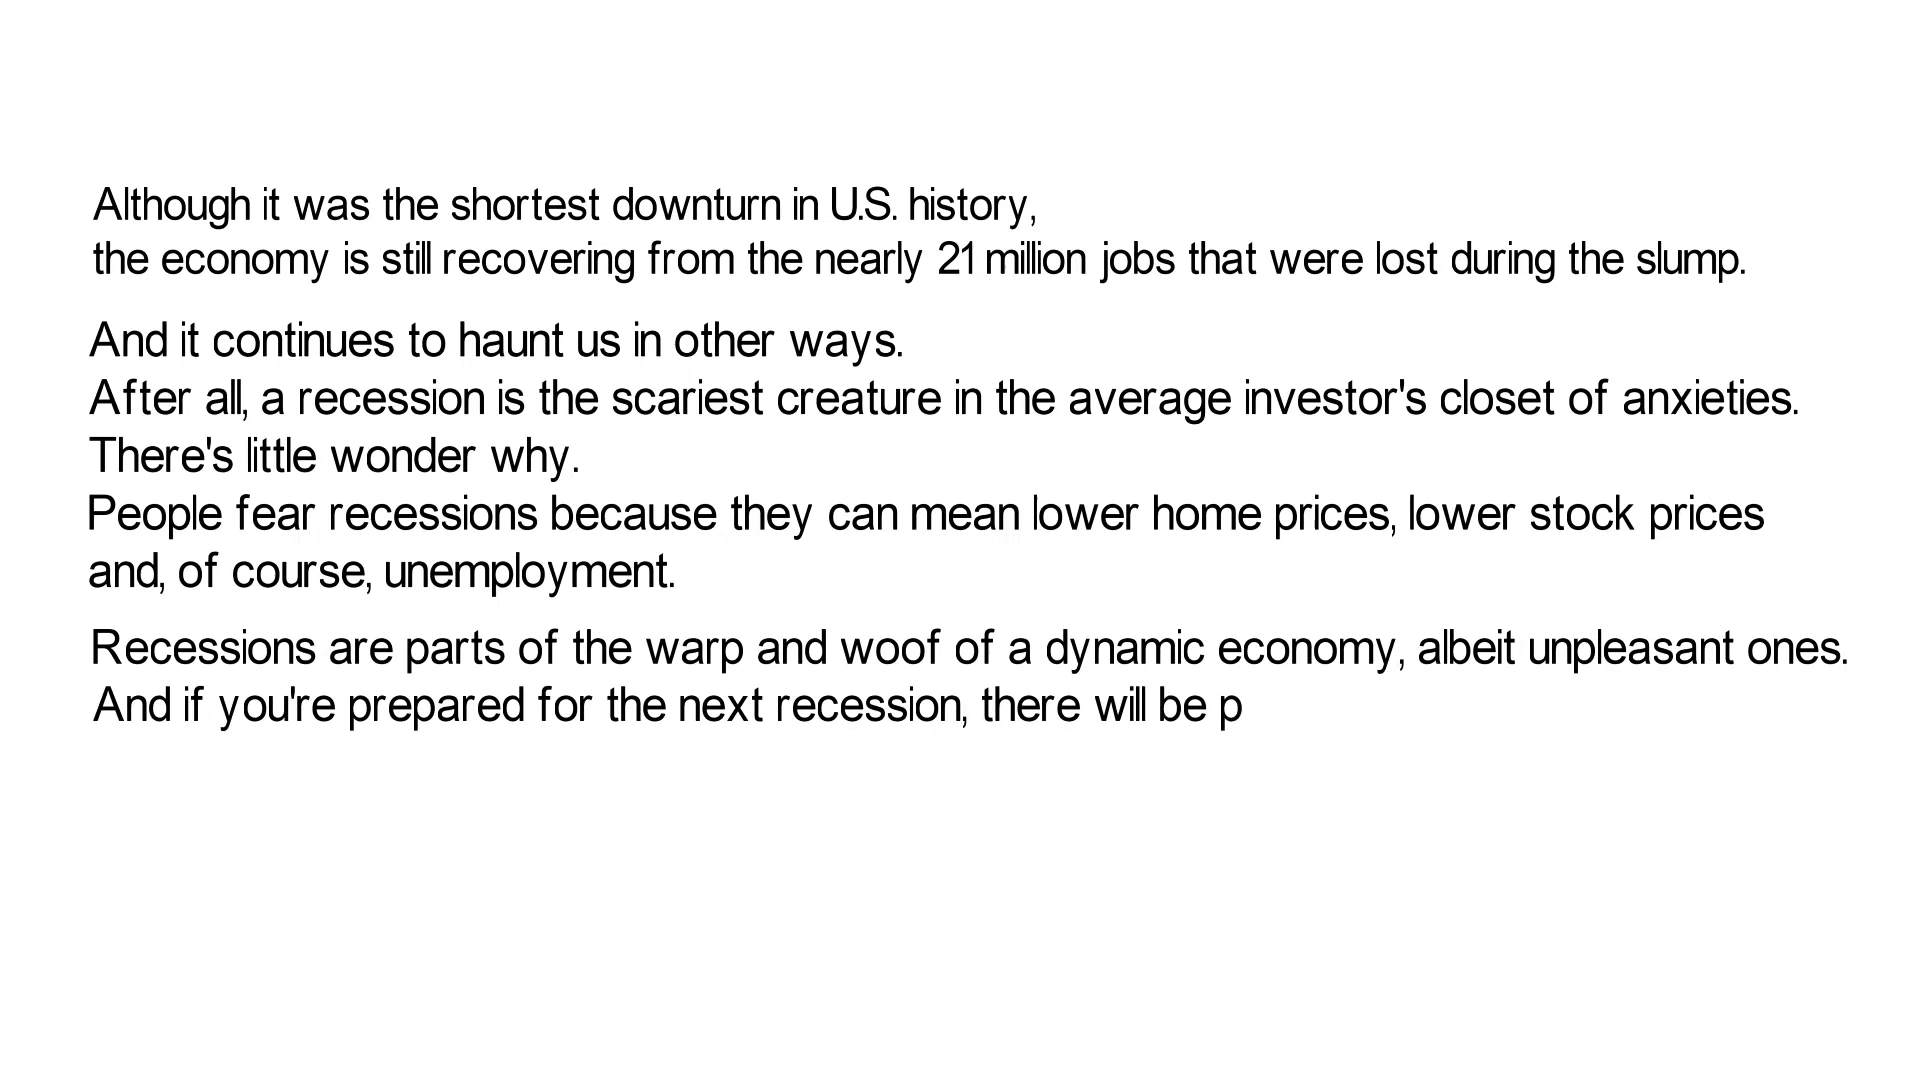 Although it was the shortest downturn in U.S. history,
the economy is still recovering from the nearly 21 million jobs that were lost during the slump.
And it continues to haunt us in other ways.
After all, a recession is the scariest creature in the average investor's closet of anxieties.
There's little wonder why.
People fear recessions because they can mean lower home prices, lower stock prices
and, of course, unemployment.
Recessions are parts of the warp and woof of a dynamic economy, albeit unpleasant ones.
And if you're prepared for the next recession, there will be p